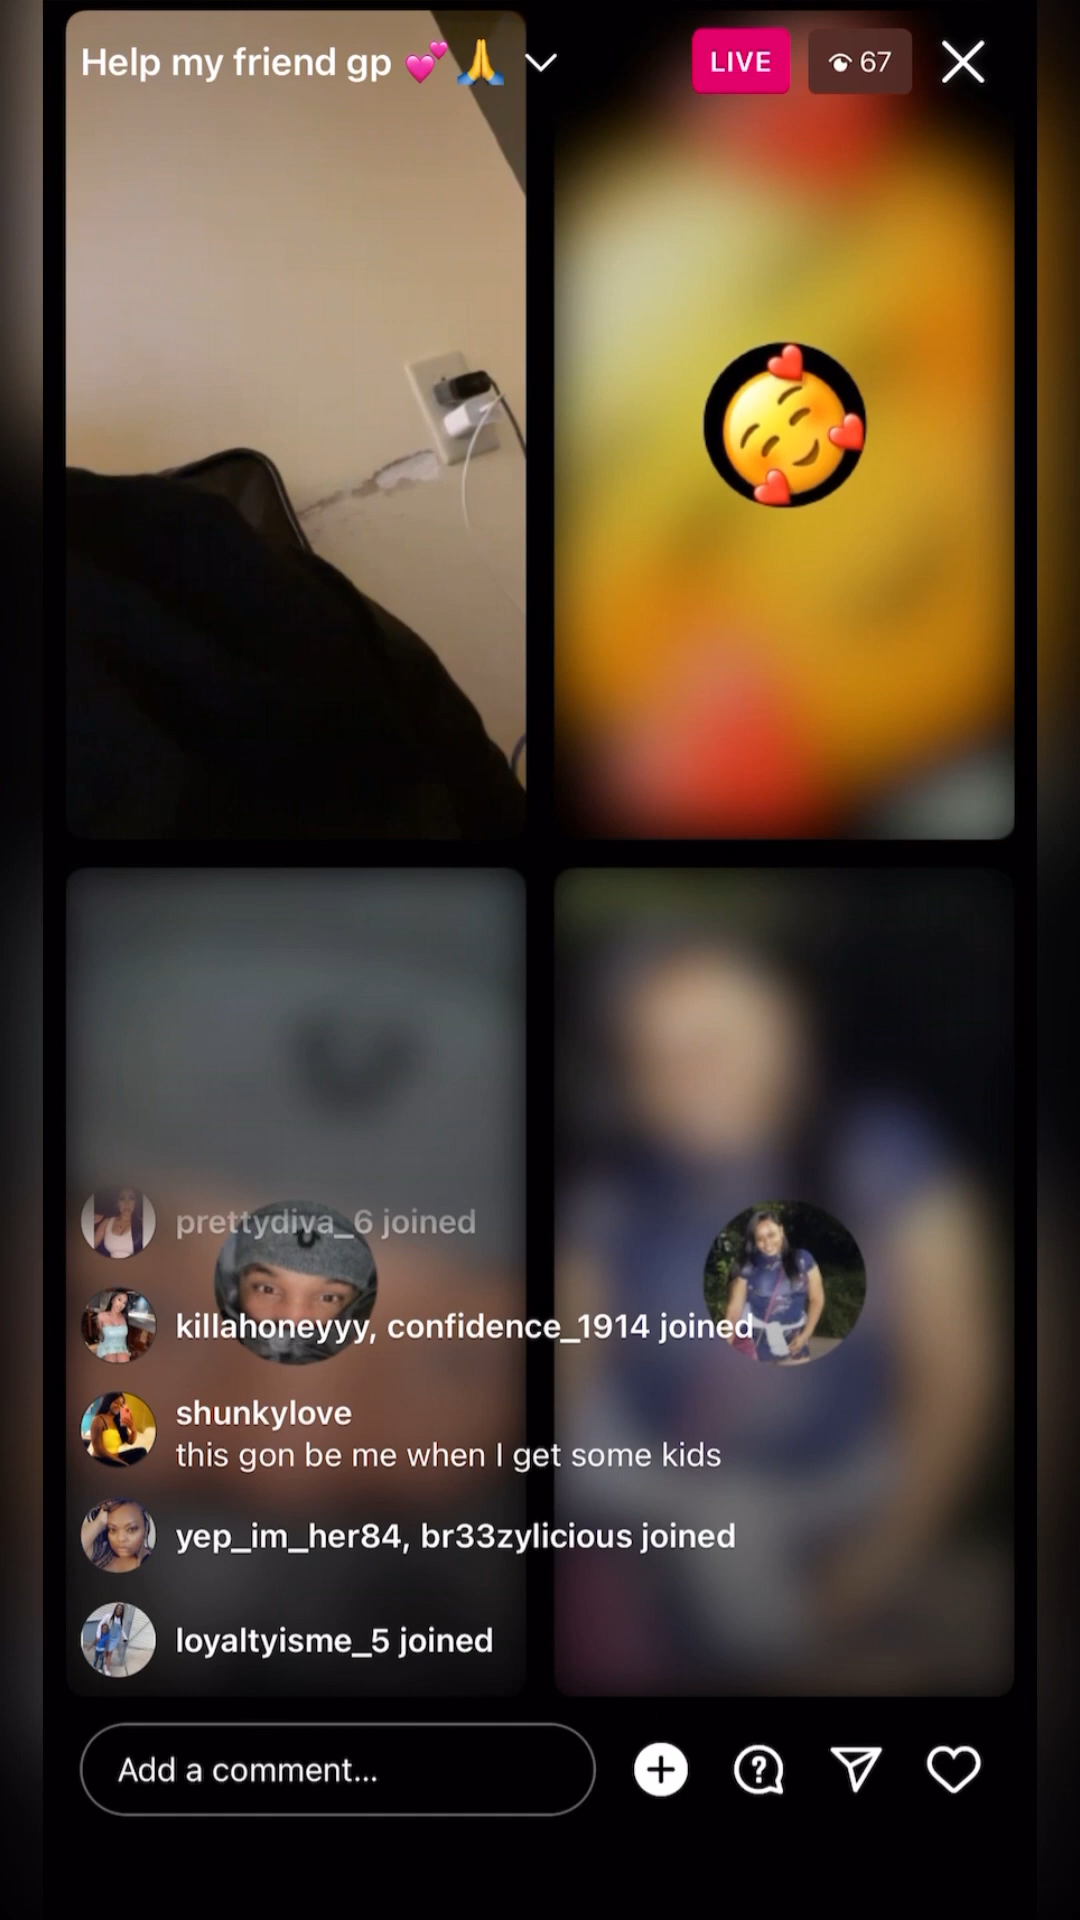 Help my friend gp 💕 🙏
LIVE
67
prettydiva_6 joined
killahoneyyy, confidence_1914 joined
shunkylove
this gon be me when I get some kids
yep_im_her84, br33zylicious joined
loyaltyisme_5 joined
Add a comment...